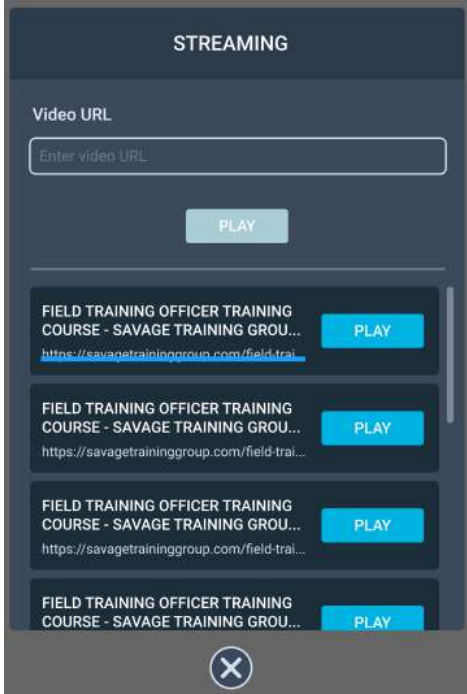 STREAMING
Video URL
Enter video URL
PLAY
FIELD TRAINING OFFICER TRAINING
COURSE - SAVAGE TRAINING GROU...
PLAY
https://savagetraininggroup.com/field-trai...
FIELD TRAINING OFFICER TRAINING
COURSE - SAVAGE TRAINING GROU...
PLAY
https://savagetraininggroup.com/field-trai...
FIELD TRAINING OFFICER TRAINING
COURSE - SAVAGE TRAINING GROU...
PLAY
https://savagetraininggroup.com/field-trai...
FIELD TRAINING OFFICER TRAINING
COURSE - SAVAGE TRAINING GROU...
PLAY